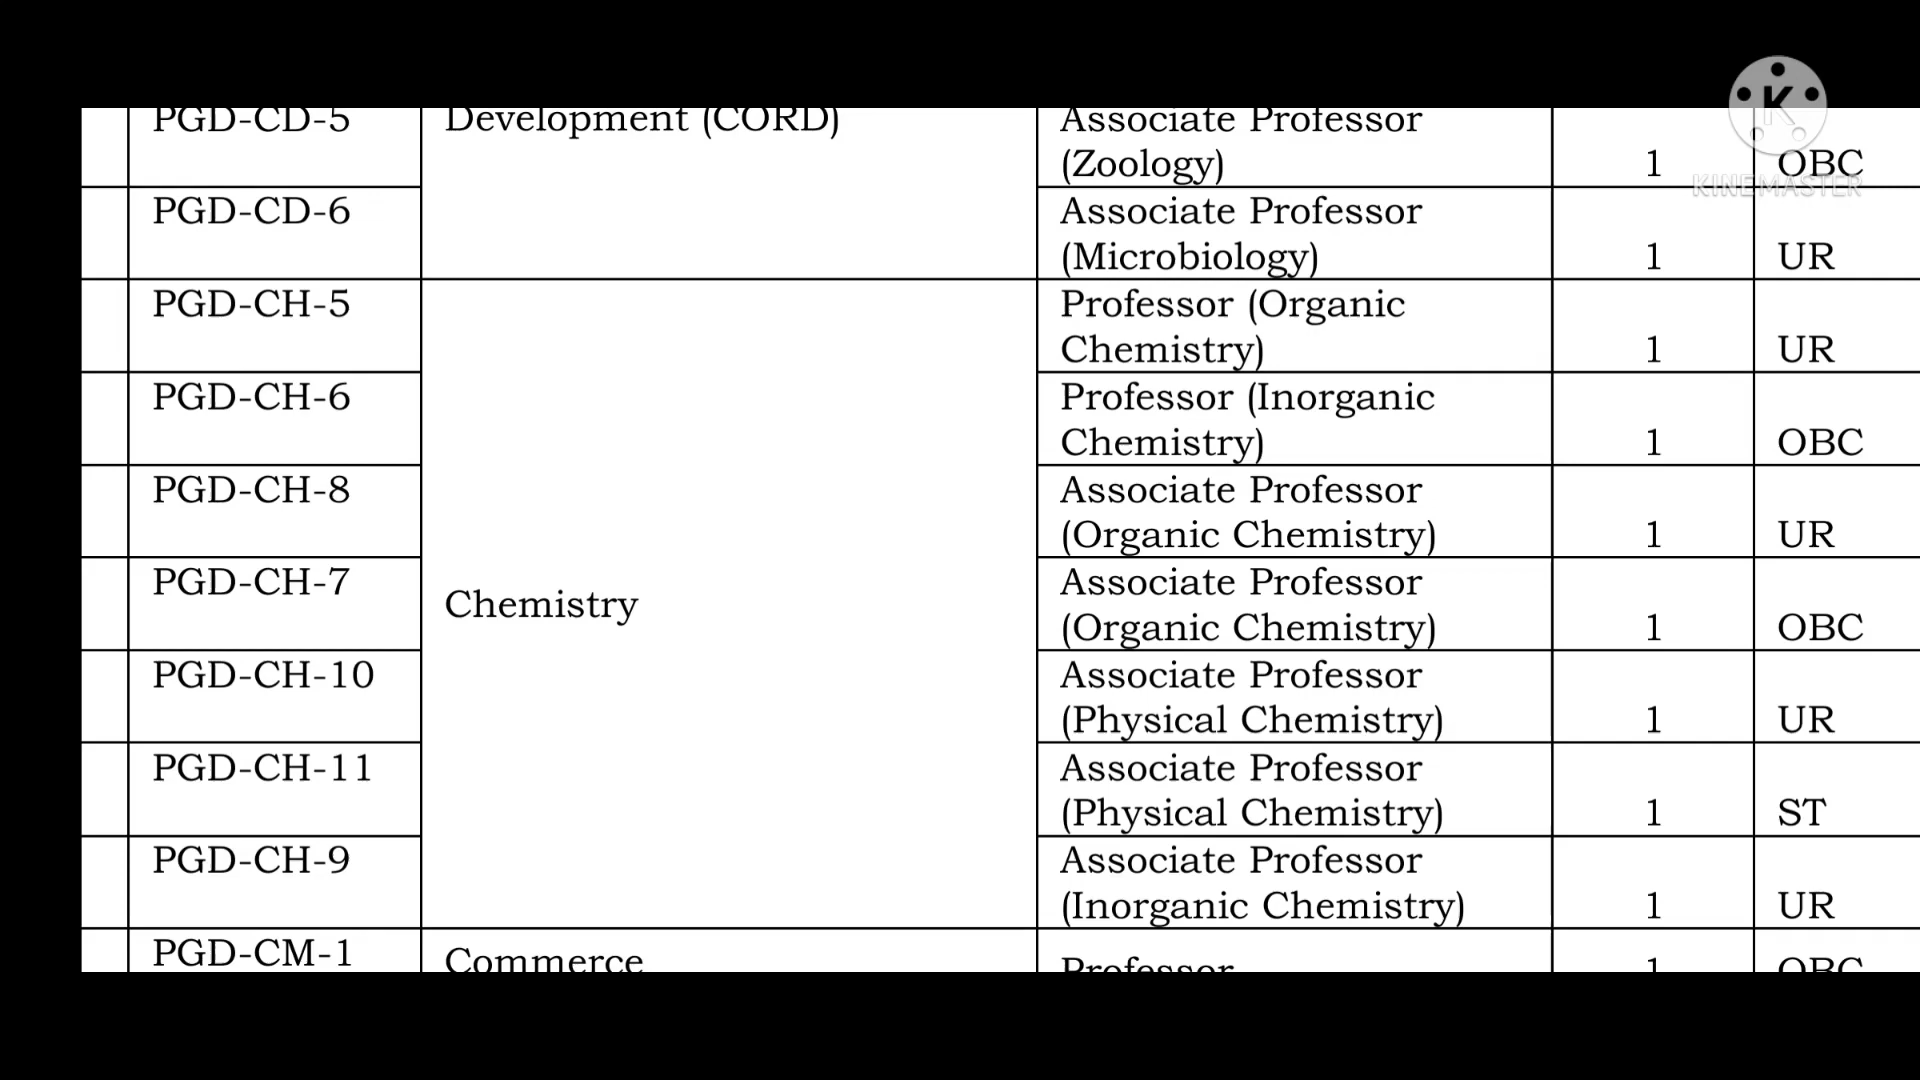 PGD-CD-5 Development (CORD) Associate Professor
(Zoology) 1 OBC
KINEMASTER
PGD-CD-6 Associate Professor
(Microbiology) 1 UR
PGD-CH-5 Professor (Organic
Chemistry) 1 UR
PGD-CH-6 Professor (Inorganic
Chemistry) 1 OBC
PGD-CH-8 Associate Professor
(Organic Chemistry) 1 UR
PGD-CH-7 Associate Professor
Chemistry
(Organic Chemistry) 1 OBC
PGD-CH-10 Associate Professor
(Physical Chemistry) 1 UR
PGD-CH-11 Associate Professor
(Physical Chemistry) 1 ST
PGD-CH-9 Associate Professor
(Inorganic Chemistry) 1 UR
PGD-CM-1 Commerce Professor 1 OBC